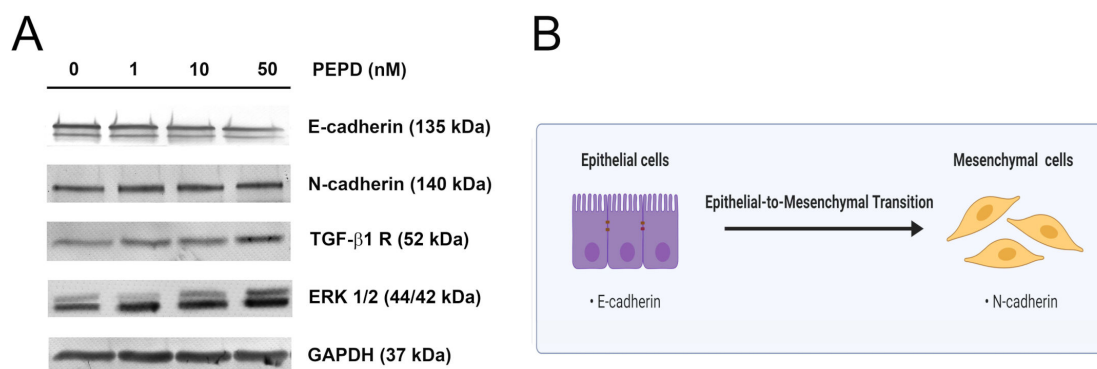 A
0 1 10 50 PEPD (nM)
E-cadherin (135 kDa)
N-cadherin (140 kDa)
TGF-β1 R (52 kDa)
ERK 1/2 (44/42 kDa)
GAPDH (37 kDa)
B
Epithelial cells
Mesenchymal cells
Epithelial-to-Mesenchymal Transition
• E-cadherin
• N-cadherin